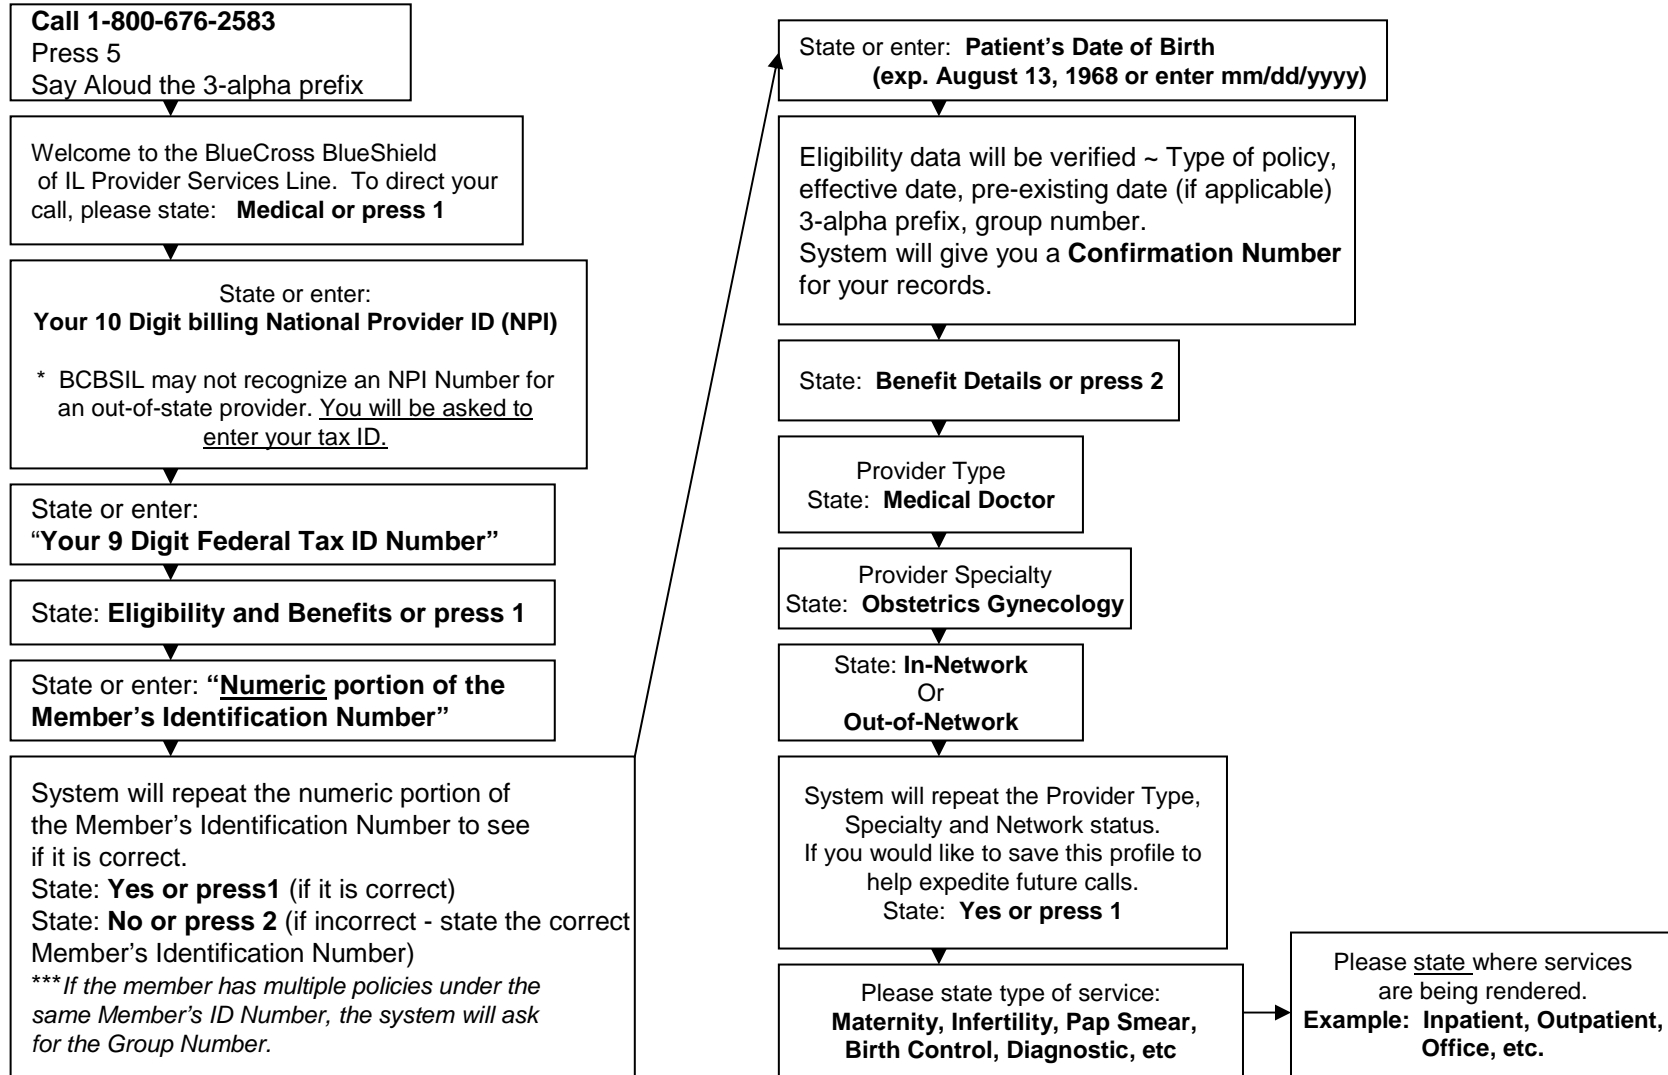 Call 1-800-676-2583
Press 5
Say Aloud the 3-alpha prefix
Welcome to the BlueCross BlueShield
of IL Provider Services Line. To direct your
call, please state: Medical or press 1
State or enter:
Your 10 Digit billing National Provider ID (NPI)
* BCBSIL may not recognize an NPI Number for
an out-of-state provider. You will be asked to
enter your tax ID.
State or enter:
“Your 9 Digit Federal Tax ID Number”
State: Eligibility and Benefits or press 1
State or enter: “Numeric portion of the
Member’s Identification Number”
System will repeat the numeric portion of
the Member’s Identification Number to see
if it is correct.
State: Yes or press1 (if it is correct)
State: No or press 2 (if incorrect - state the correct
Member’s Identification Number)
***If the member has multiple policies under the
same Member’s ID Number, the system will ask
for the Group Number.
State or enter: Patient’s Date of Birth
(exp. August 13, 1968 or enter mm/dd/yyyy)
Eligibility data will be verified ~ Type of policy,
effective date, pre-existing date (if applicable)
3-alpha prefix, group number.
System will give you a Confirmation Number
for your records.
State: Benefit Details or press 2
Provider Type
State: Medical Doctor
Provider Specialty
State: Obstetrics Gynecology
State: In-Network
Or
Out-of-Network
System will repeat the Provider Type,
Specialty and Network status.
If you would like to save this profile to
help expedite future calls.
State: Yes or press 1
Please state type of service:
Maternity, Infertility, Pap Smear,
Birth Control, Diagnostic, etc
Please state where services
are being rendered.
Example: Inpatient, Outpatient,
Office, etc.